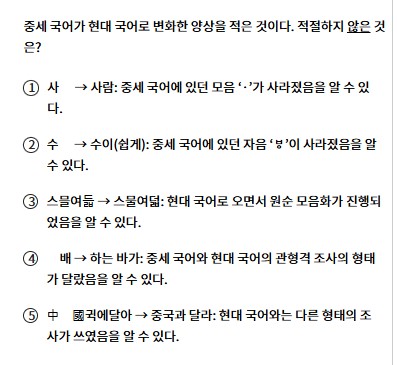 중세 국어가 현대 국어로 변화한 양상을 적은 것이다. 적절하지 않은 것
은?
① 사 → 사람: 중세 국어에 있던 모음 ‘ㆍ’가 사라졌음을 알 수 있
다.
② 수 → 수이(쉽게): 중세 국어에 있던 자음 ‘ㅸ’이 사라졌음을 알
수 있다.
③ 스믈여듧 → 스물여덟: 현대 국어로 오면서 원순 모음화가 진행되
었음을 알 수 있다.
④ 배 → 하는 바가: 중세 국어와 현대 국어의 관형격 조사의 형태
가 달랐음을 알 수 있다.
⑤ 中 國귁에달아 → 중국과 달라: 현대 국어와는 다른 형태의 조
사가 쓰였음을 알 수 있다.